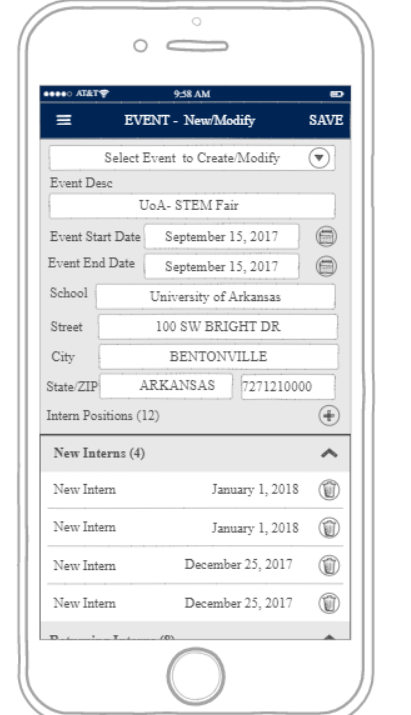 AT&T 9:58 AM
EVENT - New/Modify SAVE
Select Event to Create/Modify
Event Desc
UoA- STEM Fair
Event Start Date September 15, 2017
Event End Date September 15, 2017
School University of Arkansas
Street 100 SW BRIGHT DR
City BENTONVILLE
State/ZIP ARKANSAS 7271210000
Intern Positions (12)
New Interns (4)
New Intern January 1, 2018
New Intern January 1, 2018
New Intern December 25, 2017
New Intern December 25, 2017
Returning Interns (8)